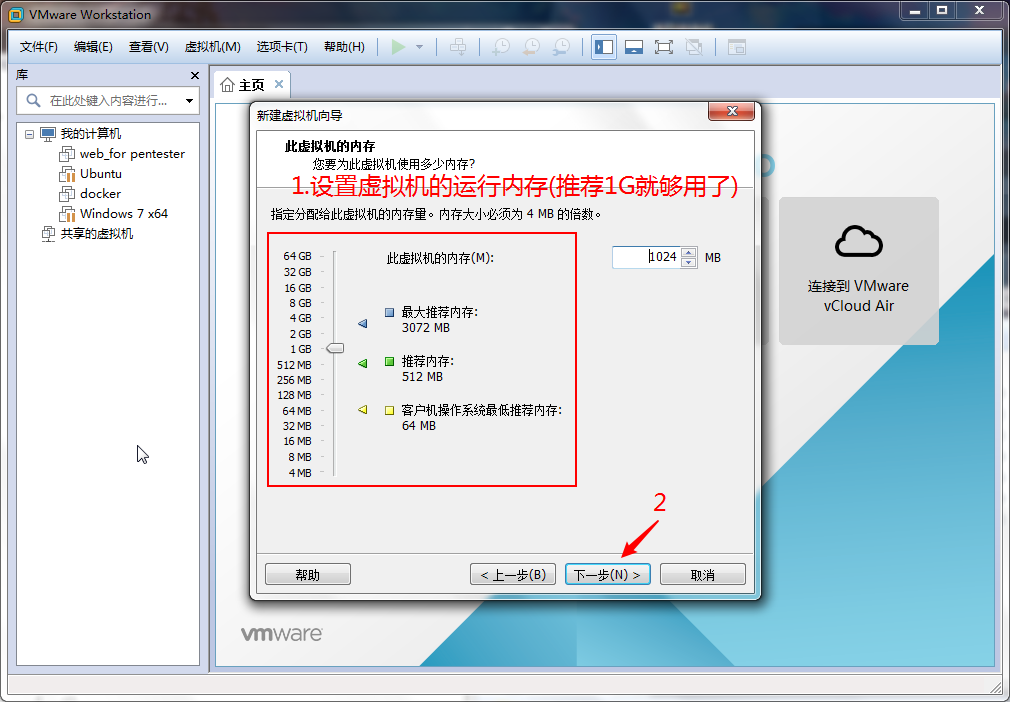 VMware Workstation
文件(F) 编辑(E) 查看(V) 虚拟机(M) 选项卡(T) 帮助(H)
库
主页
在此处键入内容进行...
我的计算机
web_for pentester
Ubuntu
docker
Windows 7 x64
共享的虚拟机
新建虚拟机向导
此虚拟机的内存
您要为此虚拟机使用多少内存?
1.设置虚拟机的运行内存(推荐1G就够用了)
指定分配给此虚拟机的内存量。内存大小必须为 4 MB 的倍数。
此虚拟机的内存(M):
1024 MB
64 GB
32 GB
16 GB
8 GB
4 GB
2 GB
1 GB
512 MB
256 MB
128 MB
64 MB
32 MB
16 MB
8 MB
4 MB
最大推荐内存:
3072 MB
推荐内存:
512 MB
客户机操作系统最低推荐内存:
64 MB
2
帮助
< 上一步(B)
下一步(N) >
取消
连接到 VMware
vCloud Air
vmware